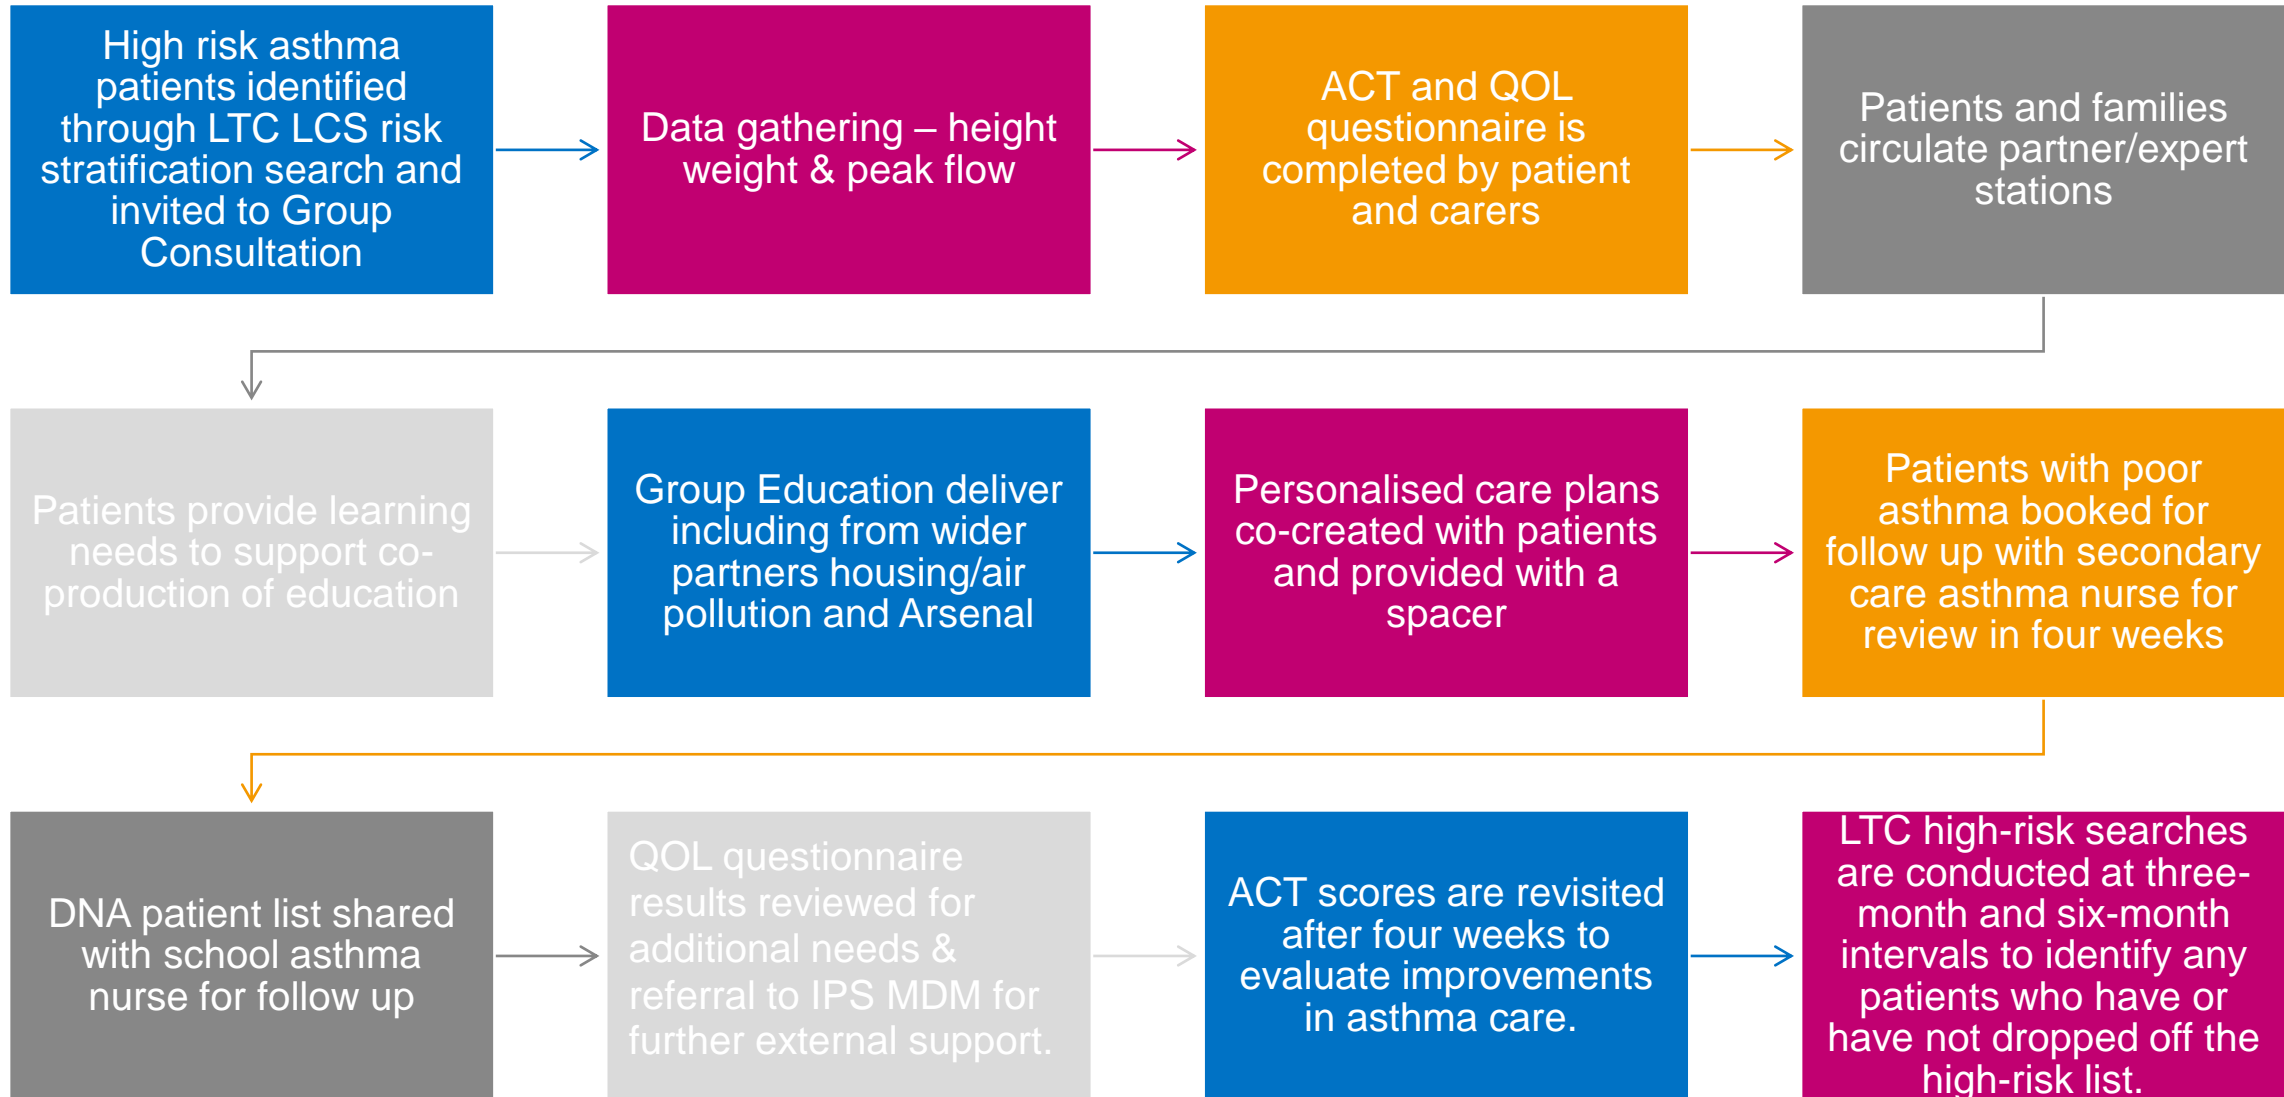 High risk asthma
patients identified
through LTC LCS risk
stratification search and
invited to Group
Consultation
Data gathering – height
weight & peak flow
ACT and QOL
questionnaire is
completed by patient
and carers
Patients and families
circulate partner/expert
stations
Patients provide learning
needs to support co-
production of education
Group Education deliver
including from wider
partners housing/air
pollution and Arsenal
Personalised care plans
co-created with patients
and provided with a
spacer
Patients with poor
asthma booked for
follow up with secondary
care asthma nurse for
review in four weeks
DNA patient list shared
with school asthma
nurse for follow up
QOL questionnaire
results reviewed for
additional needs &
referral to IPS MDM for
further external support.
ACT scores are revisited
after four weeks to
evaluate improvements
in asthma care.
LTC high-risk searches
are conducted at three-
month and six-month
intervals to identify any
patients who have or
have not dropped off the
high-risk list.